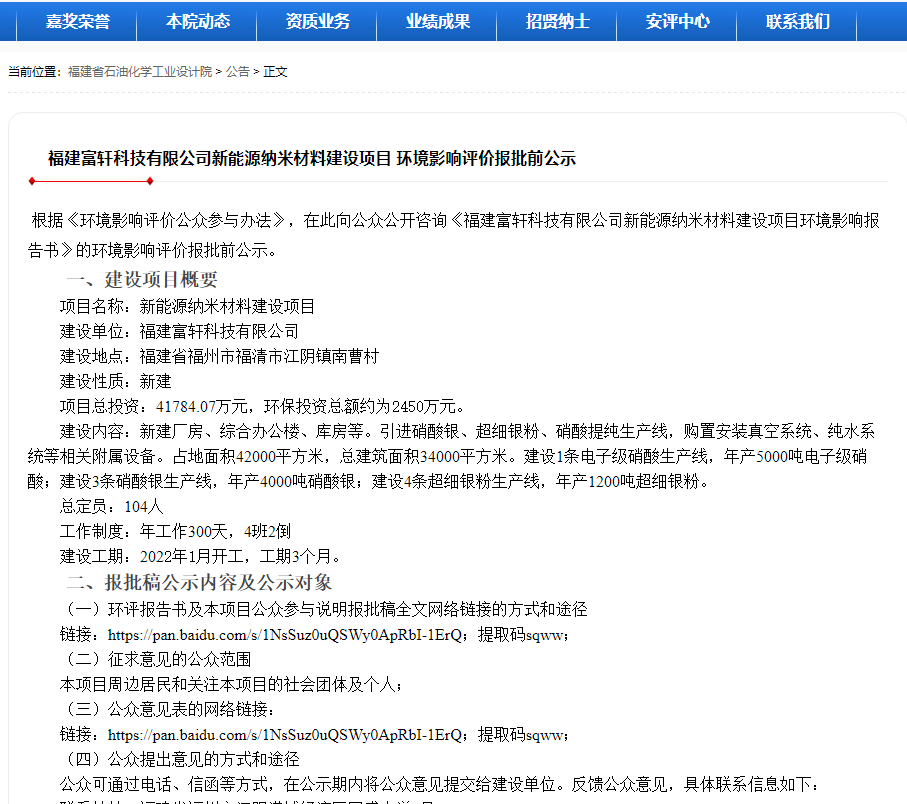 嘉奖荣誉 本院动态 资质业务 业绩成果 招贤纳士 安评中心 联系我们
当前位置：福建省石油化学工业设计院 > 公告 > 正文
福建富轩科技有限公司新能源纳米材料建设项目 环境影响评价报批前公示
根据《环境影响评价公众参与办法》，在此向公众公开咨询《福建富轩科技有限公司新能源纳米材料建设项目环境影响报
告书》的环境影响评价报批前公示。
一、建设项目概要
项目名称：新能源纳米材料建设项目
建设单位：福建富轩科技有限公司
建设地点：福建省福州市福清市江阴镇南曹村
建设性质：新建
项目总投资：41784.07万元，环保投资总额约为2450万元。
建设内容：新建厂房、综合办公楼、库房等。引进硝酸银、超细银粉、硝酸提纯生产线，购置安装真空系统、纯水系
统等相关附属设备。占地面积42000平方米，总建筑面积34000平方米。建设1条电子级硝酸生产线，年产5000吨电子级硝
酸；建设3条硝酸银生产线，年产4000吨硝酸银；建设4条超细银粉生产线，年产1200吨超细银粉。
总定员：104人
工作制度：年工作300天，4班2倒
建设工期：2022年1月开工，工期3个月。
二、报批稿公示内容及公示对象
（一）环评报告书及本项目公众参与说明报批稿全文网络链接的方式和途径
链接：https://pan.baidu.com/s/1NsSuz0uQSWy0ApRbI-1ErQ；提取码sqww；
（二）征求意见的公众范围
本项目周边居民和关注本项目的社会团体及个人；
（三）公众意见表的网络链接：
链接：https://pan.baidu.com/s/1NsSuz0uQSWy0ApRbI-1ErQ；提取码sqww；
（四）公众提出意见的方式和途径
公众可通过电话、信函等方式，在公示期内将公众意见提交给建设单位。反馈公众意见，具体联系信息如下：